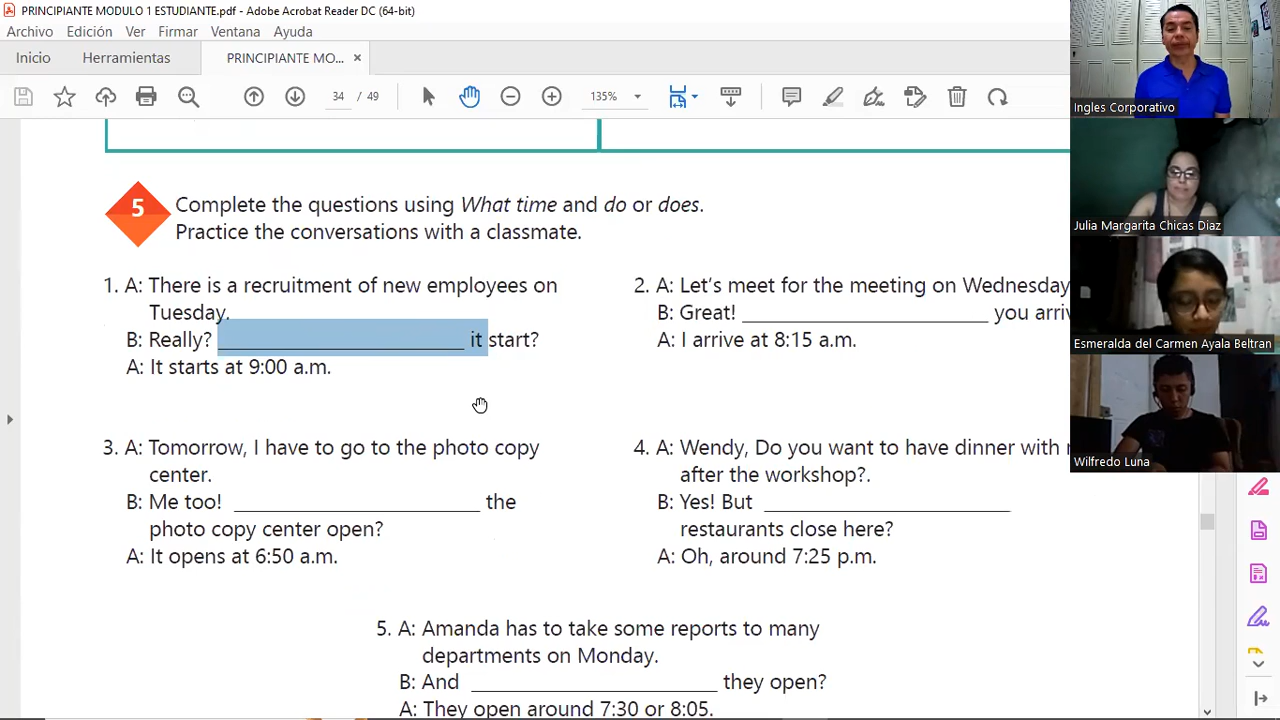 PRINCIPIANTE MODULO 1 ESTUDIANTE.pdf - Adobe Acrobat Reader DC (64-bit)
Archivo Edición Ver Firmar Ventana Ayuda
Inicio Herramientas PRINCIPIANTE MO... ×
34 / 49 135%
5 Complete the questions using What time and do or does.
Practice the conversations with a classmate.
1. A: There is a recruitment of new employees on
Tuesday.
B: Really? ______________________ it start?
A: It starts at 9:00 a.m.
2. A: Let's meet for the meeting on Wednesday
B: Great! ______________________ you
A: I arrive at 8:15 a.m.
3. A: Tomorrow, I have to go to the photo copy
center.
B: Me too! ______________________ the
photo copy center open?
A: It opens at 6:50 a.m.
4. A: Wendy, Do you want to have dinner with
after the workshop?.
B: Yes! But ______________________
restaurants close here?
A: Oh, around 7:25 p.m.
5. A: Amanda has to take some reports to many
departments on Monday.
B: And ______________________ they open?
A: They open around 7:30 or 8:05.
Ingles Corporativo
Julia Margarita Chicas Diaz
Esmeralda del Carmen Ayala Beltran
Wilfredo Luna